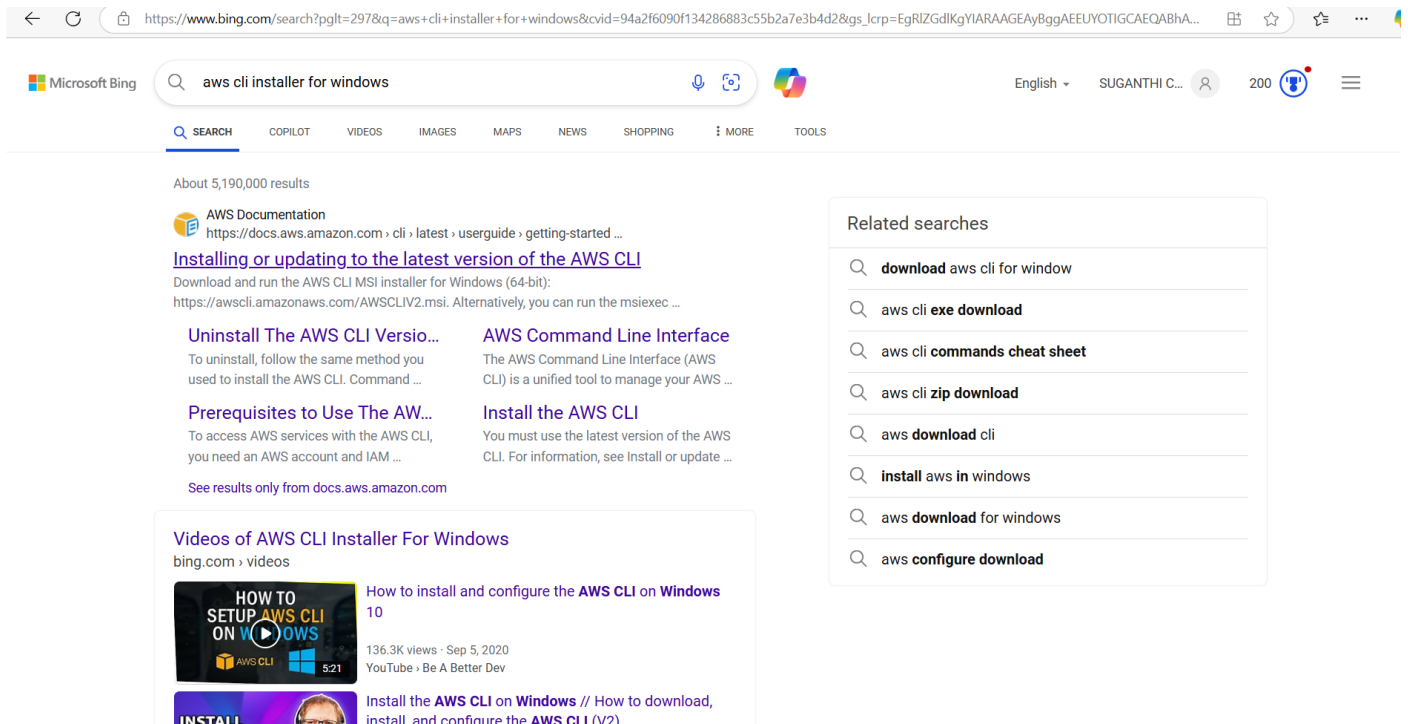 https://www.bing.com/search?pglt=297&q=aws+cli+installer+for+windows&cvid=94a2f6090f134286883c55b2a7e3b4d2&gs_lcrp=EgRlZGdlKgYIARAAGEAyBggAEEUYOTIGCAEQABhA...
Microsoft Bing
aws cli installer for windows
English
SUGANTHI C...
200
SEARCH
COPILOT
VIDEOS
IMAGES
MAPS
NEWS
SHOPPING
MORE
TOOLS
About 5,190,000 results
AWS Documentation
https://docs.aws.amazon.com › cli › latest › userguide › getting-started ...
Installing or updating to the latest version of the AWS CLI
Download and run the AWS CLI MSI installer for Windows (64-bit):
https://awscli.amazonaws.com/AWSCLIV2.msi. Alternatively, you can run the msiexec ...
Uninstall The AWS CLI Versio...
To uninstall, follow the same method you
used to install the AWS CLI. Command ...
AWS Command Line Interface
The AWS Command Line Interface (AWS
CLI) is a unified tool to manage your AWS ...
Prerequisites to Use The AW...
To access AWS services with the AWS CLI,
you need an AWS account and IAM ...
Install the AWS CLI
You must use the latest version of the AWS
CLI. For information, see Install or update ...
See results only from docs.aws.amazon.com
Videos of AWS CLI Installer For Windows
bing.com › videos
HOW TO
SETUP AWS CLI
ON WINDOWS
AWS CLI
5:21
How to install and configure the AWS CLI on Windows
10
136.3K views · Sep 5, 2020
YouTube › Be A Better Dev
INSTALL
Install the AWS CLI on Windows // How to download,
install, and configure the AWS CLI (V2)
Related searches
download aws cli for window
aws cli exe download
aws cli commands cheat sheet
aws cli zip download
aws download cli
install aws in windows
aws download for windows
aws configure download